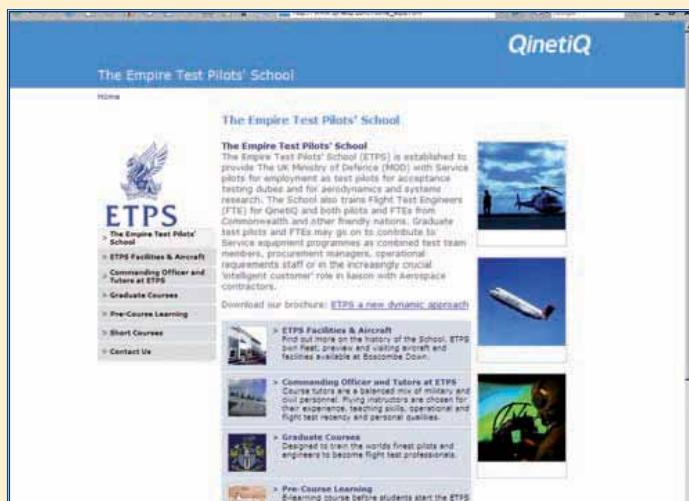 QinetiQ
The Empire Test Pilots' School
Home
The Empire Test Pilots' School
ETPS
> The Empire Test Pilots'
School
> ETPS Facilities & Aircraft
> Commanding Officer and
Tutors at ETPS
> Graduate Courses
> Pre-Course Learning
> Short Courses
> Contact Us
The Empire Test Pilots' School
The Empire Test Pilots' School (ETPS) is established to
provide The UK Ministry of Defence (MOD) with Service
pilots for employment as test pilots for acceptance
testing duties and for aerodynamics and systems
research. The School also trains Flight Test Engineers
(FTE) for QinetiQ and both pilots and FTEs from
Commonwealth and other friendly nations. Graduate
test pilots and FTEs may go on to contribute to
Service equipment programmes as combined test team
members, procurement managers, operational
requirements staff or in the increasingly crucial
'intelligent customer' role in liaison with Aerospace
contractors.
Download our brochure: ETPS a new dynamic approach
> ETPS Facilities & Aircraft
Find out more on the history of the School, ETPS
own fleet, preview and visiting aircraft and
facilities available at Boscombe Down.
> Commanding Officer and Tutors at ETPS
Course tutors are a balanced mix of military and
civil personnel. Flying instructors are chosen for
their experience, teaching skills, operational and
flight test recency and personal qualities.
> Graduate Courses
Designed to train the worlds finest pilots and
engineers to become flight test professionals.
> Pre-Course Learning
E-learning course before students start the ETPS